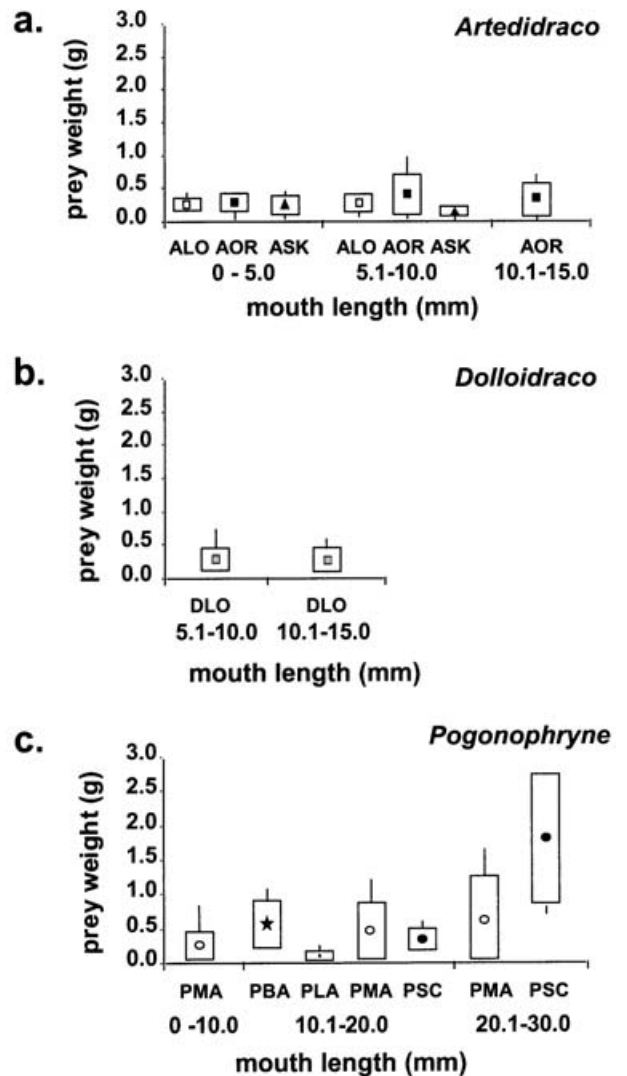 a.
Artedidraco
prey weight (g)
3.0
2.5
2.0
1.5
1.0
0.5
0.0
ALO AOR ASK ALO AOR ASK AOR
0 - 5.0 5.1-10.0 10.1-15.0
mouth length (mm)
b.
Dolloidraco
prey weight (g)
3.0
2.5
2.0
1.5
1.0
0.5
0.0
DLO DLO
5.1-10.0 10.1-15.0
mouth length (mm)
c.
Pogonophryne
prey weight (g)
3.0
2.5
2.0
1.5
1.0
0.5
0.0
PMA PBA PLA PMA PSC PMA PSC
0 -10.0 10.1-20.0 20.1-30.0
mouth length (mm)